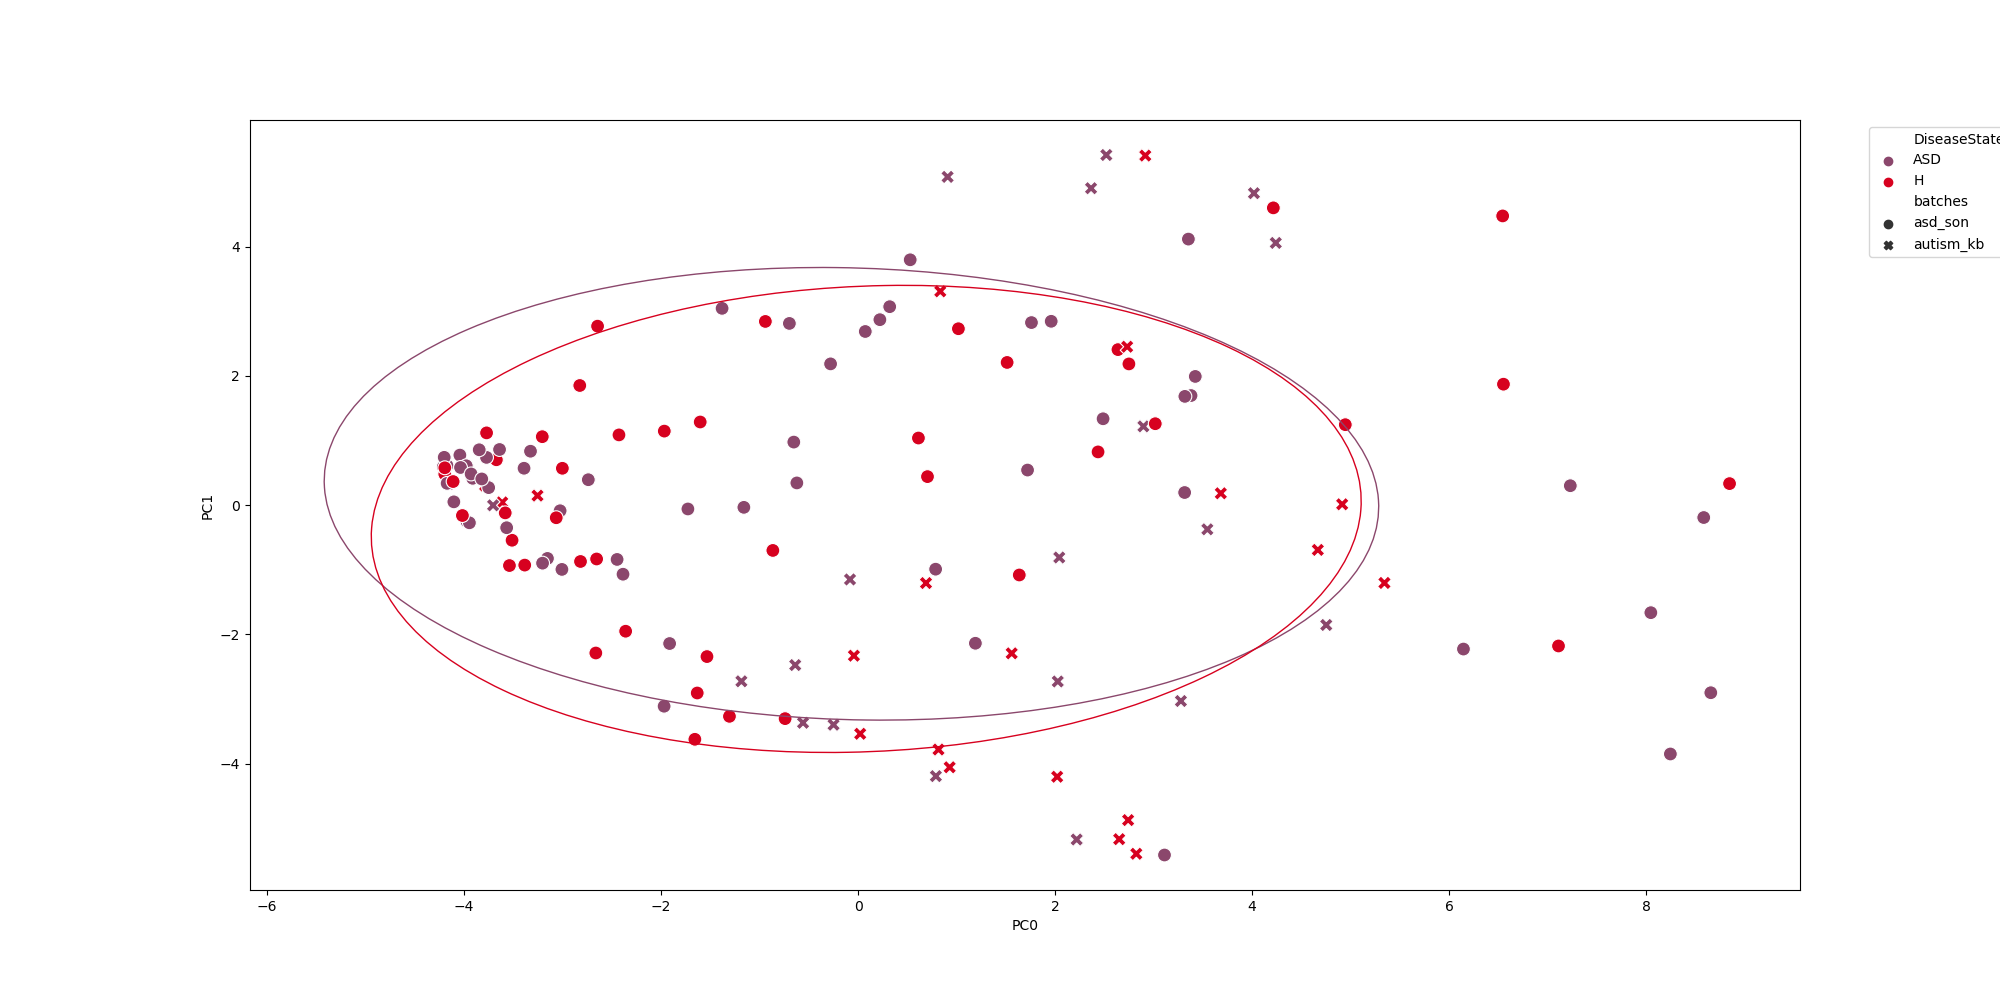 DiseaseState
ASD
H
batches
asd_son
autism_kb
4
2
0
−2
−4
PC1
−6
−4
−2
0
2
4
6
8
PC0